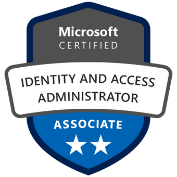 Microsoft
CERTIFIED
IDENTITY AND ACCESS
ADMINISTRATOR
ASSOCIATE